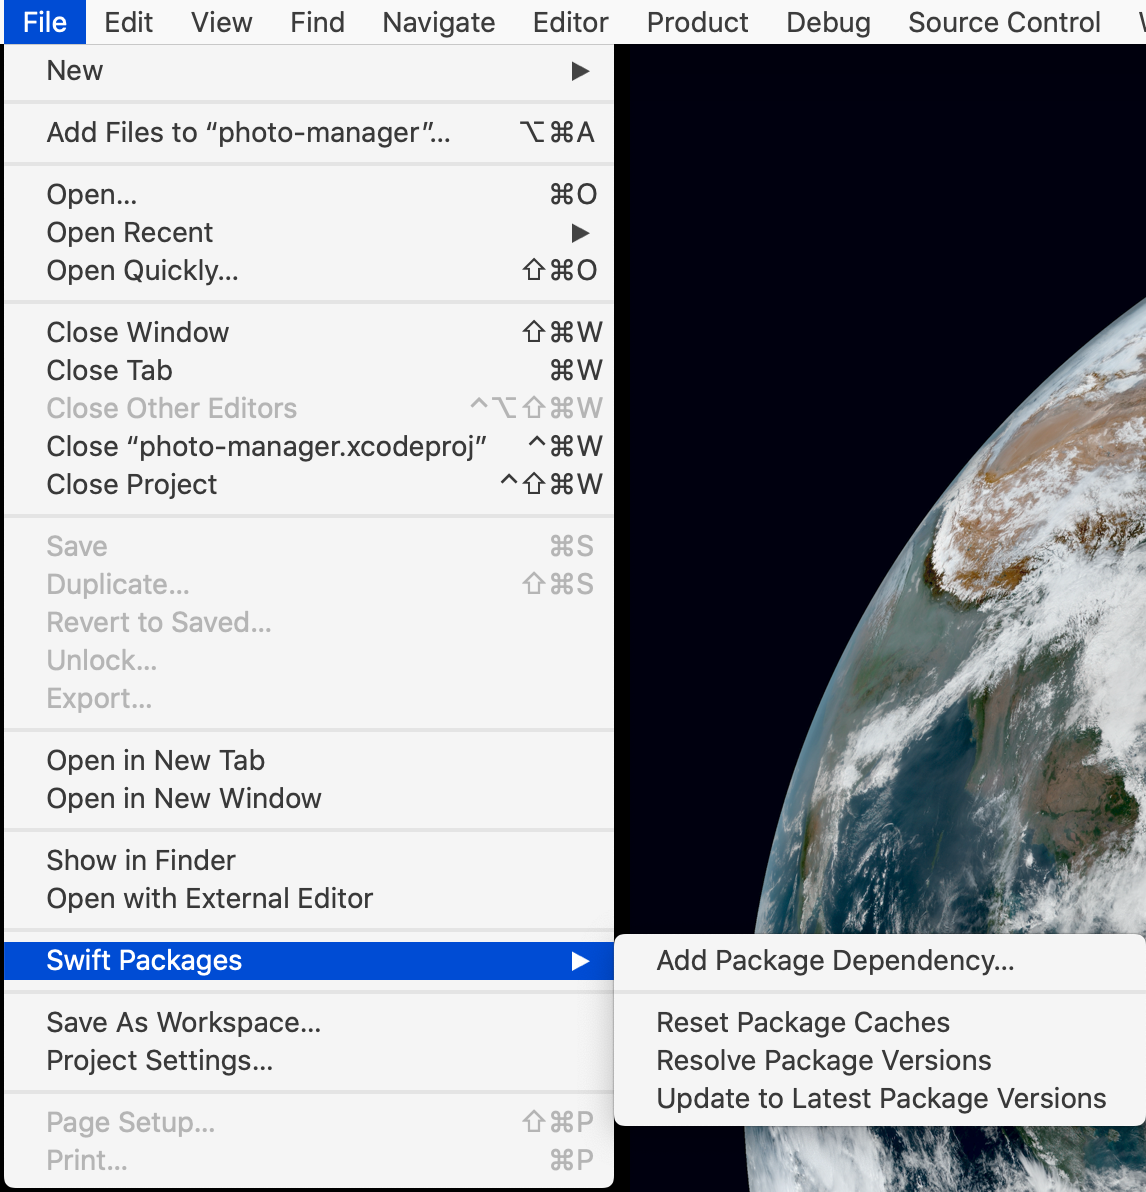 File Edit View Find Navigate Editor Product Debug Source Control
New ▶
Add Files to “photo-manager”... ⌥⌘A
Open... ⌘O
Open Recent ▶
Open Quickly... ⇧⌘O
Close Window ⇧⌘W
Close Tab ⌘W
Close Other Editors ^⌥⇧⌘W
Close “photo-manager.xcodeproj” ^⌘W
Close Project ^⇧⌘W
Save ⌘S
Duplicate... ⇧⌘S
Revert to Saved...
Unlock...
Export...
Open in New Tab
Open in New Window
Show in Finder
Open with External Editor
Swift Packages ▶
Add Package Dependency...
Reset Package Caches
Resolve Package Versions
Update to Latest Package Versions
Save As Workspace...
Project Settings...
Page Setup... ⇧⌘P
Print... ⌘P